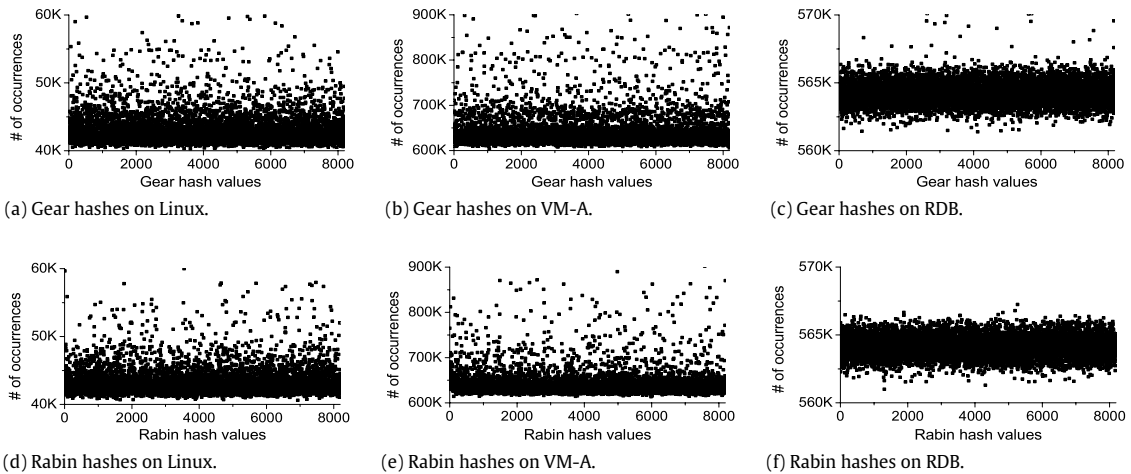 60K
50K
40K
# of occurrences
0 2000 4000 6000 8000
Gear hash values
(a) Gear hashes on Linux.
900K
800K
700K
600K
# of occurrences
0 2000 4000 6000 8000
Gear hash values
(b) Gear hashes on VM-A.
570K
565K
560K
# of occurrences
0 2000 4000 6000 8000
Gear hash values
(c) Gear hashes on RDB.
60K
50K
40K
# of occurrences
0 2000 4000 6000 8000
Rabin hash values
(d) Rabin hashes on Linux.
900K
800K
700K
600K
# of occurrences
0 2000 4000 6000 8000
Rabin hash values
(e) Rabin hashes on VM-A.
570K
565K
560K
# of occurrences
0 2000 4000 6000 8000
Rabin hash values
(f) Rabin hashes on RDB.